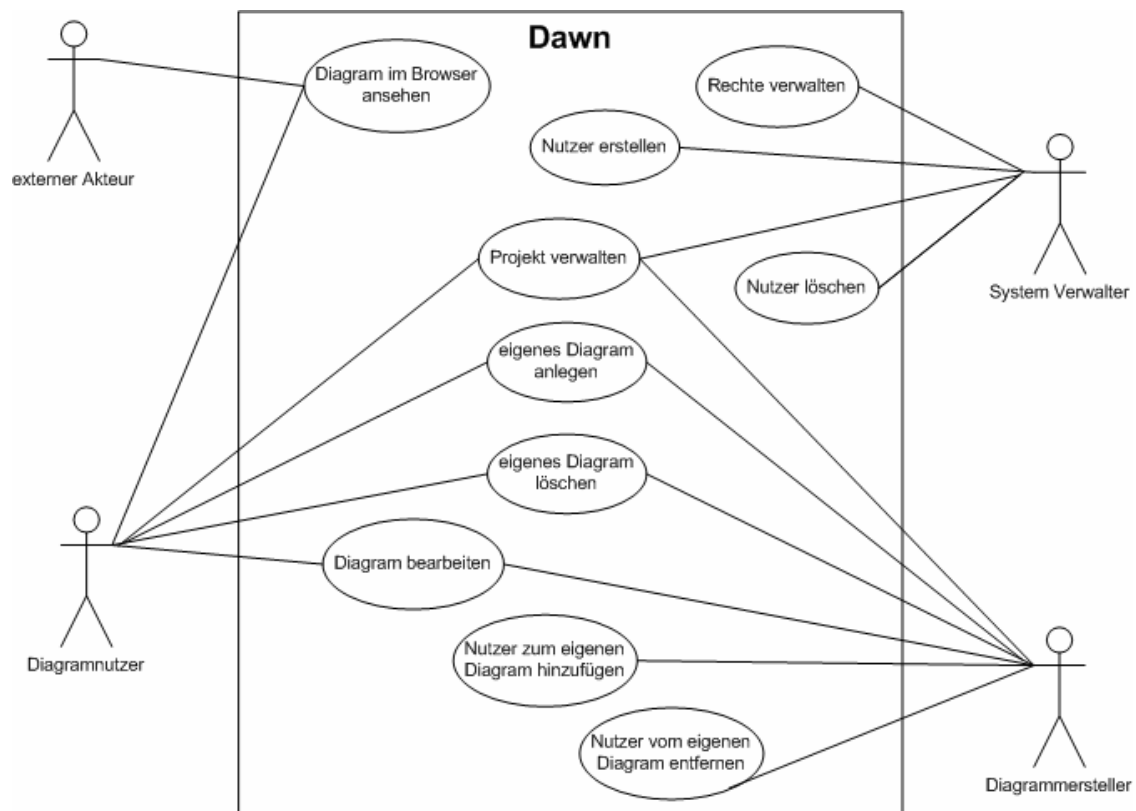 Dawn
Diagram im Browser
ansehen
Rechte verwalten
Nutzer erstellen
externer Akteur
Projekt verwalten
Nutzer löschen
System Verwalter
eigenes Diagram
anlegen
eigenes Diagram
löschen
Diagram bearbeiten
Diagramnutzer
Nutzer zum eigenen
Diagram hinzufügen
Nutzer vom eigenen
Diagram entfernen
Diagrammersteller